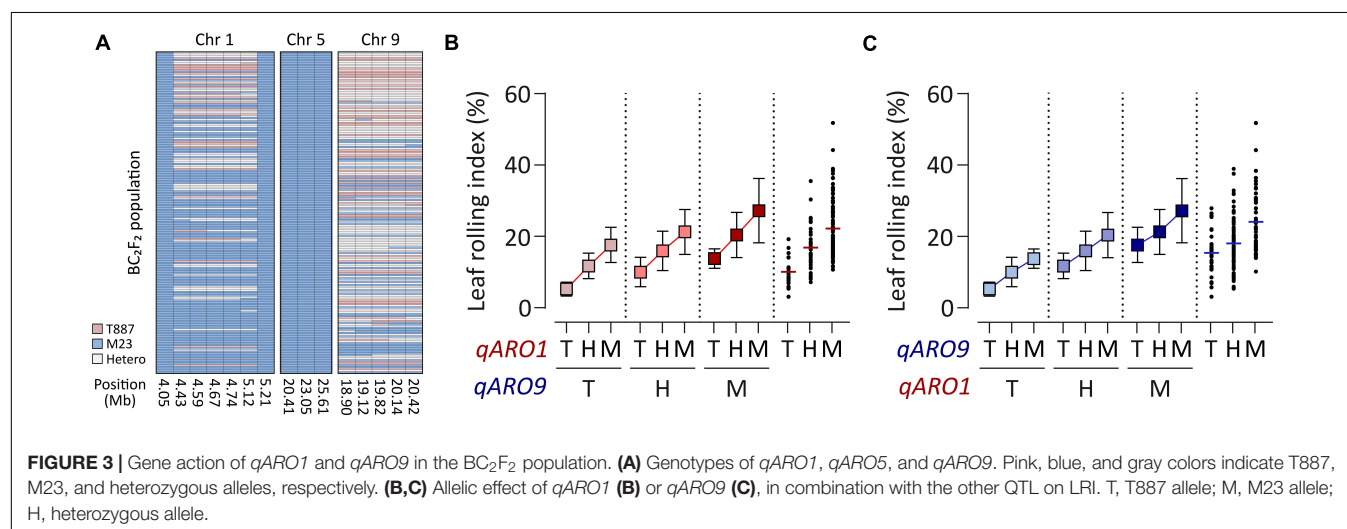 A
Chr 1 Chr 5 Chr 9
BC2F2 population
T887
M23
Hetero
Position (Mb)
4.05 4.43 4.59 4.67 4.74 5.12 5.21 20.41 23.05 25.61 18.90 19.12 19.82 20.14 20.42
B
Leaf rolling index (%)
60
40
20
0
qARO1 T H M T H M T H M T H M
qARO9 T H M
C
Leaf rolling index (%)
60
40
20
0
qARO9 T H M T H M T H M T H M
qARO1 T H M
FIGURE 3 | Gene action of qARO1 and qARO9 in the BC2F2 population. (A) Genotypes of qARO1, qARO5, and qARO9. Pink, blue, and gray colors indicate T887,
M23, and heterozygous alleles, respectively. (B,C) Allelic effect of qARO1 (B) or qARO9 (C), in combination with the other QTL on LRI. T, T887 allele; M, M23 allele;
H, heterozygous allele.